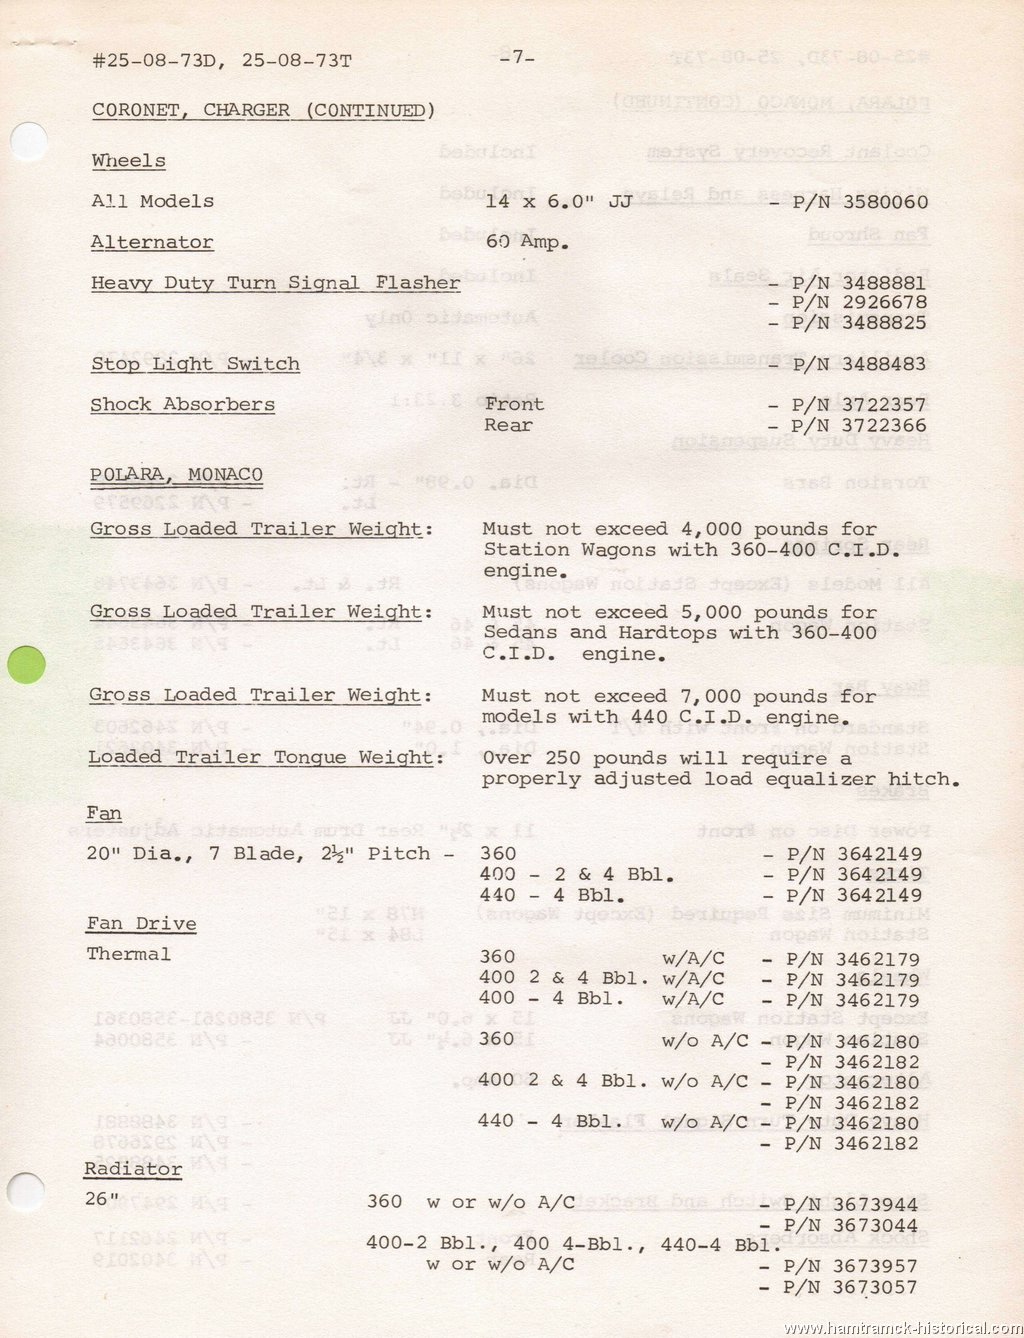 #25-08-73D, 25-08-73T -7-
CORONET, CHARGER (CONTINUED)
Wheels
All Models 14 x 6.0" JJ - P/N 3580060
Alternator 60 Amp.
Heavy Duty Turn Signal Flasher - P/N 3488881
- P/N 2926678
- P/N 3488825
Stop Light Switch - P/N 3488483
Shock Absorbers Front - P/N 3722357
Rear - P/N 3722366
POLARA, MONACO
Gross Loaded Trailer Weight: Must not exceed 4,000 pounds for
Station Wagons with 360-400 C.I.D.
engine.
Gross Loaded Trailer Weight: Must not exceed 5,000 pounds for
Sedans and Hardtops with 360-400
C.I.D. engine.
Gross Loaded Trailer Weight: Must not exceed 7,000 pounds for
models with 440 C.I.D. engine.
Loaded Trailer Tongue Weight: Over 250 pounds will require a
properly adjusted load equalizer hitch.
Fan
20" Dia., 7 Blade, 2½" Pitch - 360 - P/N 3642149
400 - 2 & 4 Bbl. - P/N 3642149
440 - 4 Bbl. - P/N 3642149
Fan Drive
Thermal 360 w/A/C - P/N 3462179
400 2 & 4 Bbl. w/A/C - P/N 3462179
400 - 4 Bbl. w/A/C - P/N 3462179
360 w/o A/C - P/N 3462180
- P/N 3462182
400 2 & 4 Bbl. w/o A/C - P/N 3462180
- P/N 3462182
440 - 4 Bbl. w/o A/C - P/N 3462180
- P/N 3462182
Radiator
26" 360 w or w/o A/C - P/N 3673944
- P/N 3673044
400-2 Bbl., 400 4-Bbl., 440-4 Bbl.
w or w/o A/C - P/N 3673957
- P/N 3673057
www.hamtramck-historical.com